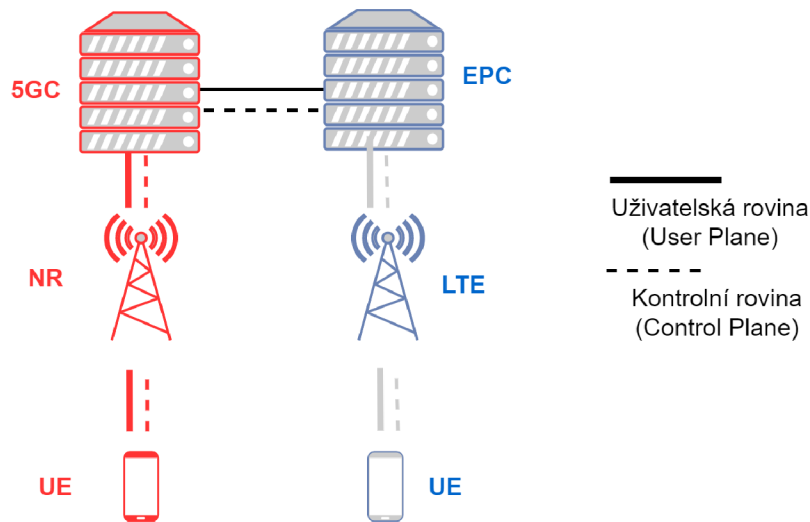 5GC
EPC
NR
LTE
UE
UE
Uživatelská rovina
(User Plane)
Kontrolní rovina
(Control Plane)